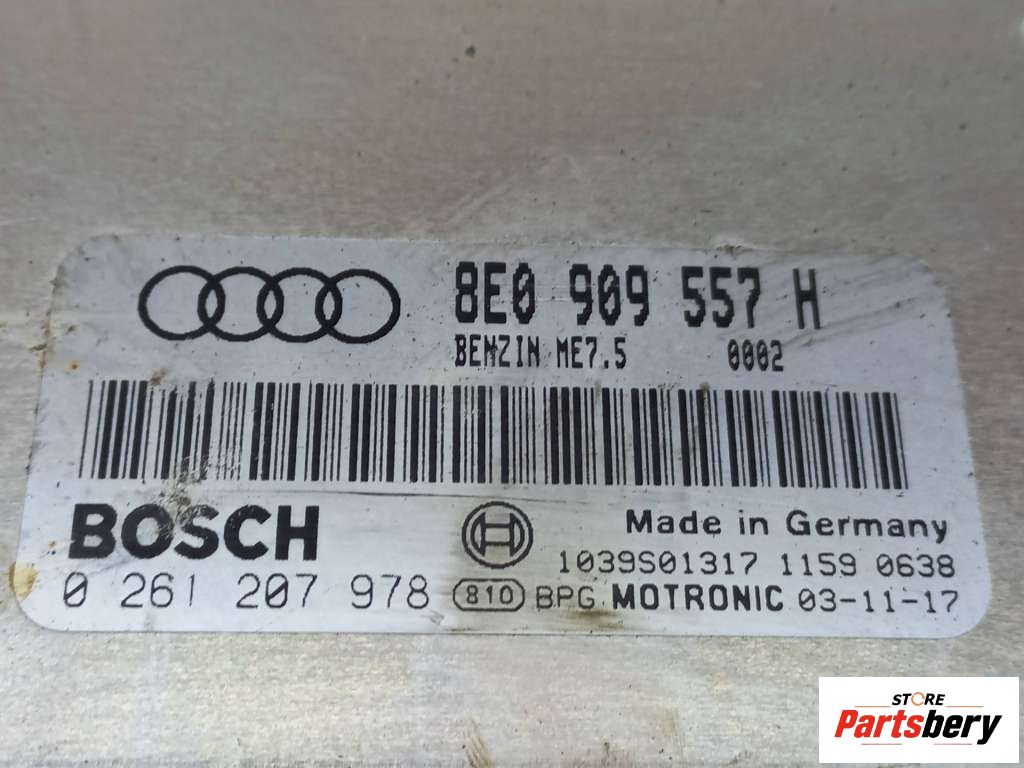 8E0 909 557 H
BENZIN ME7.5 0002
BOSCH
Made in Germany
1039S01317 1159 0638
0 261 207 978 810 BPG MOTRONIC 03-11-17
STORE
Partsbery